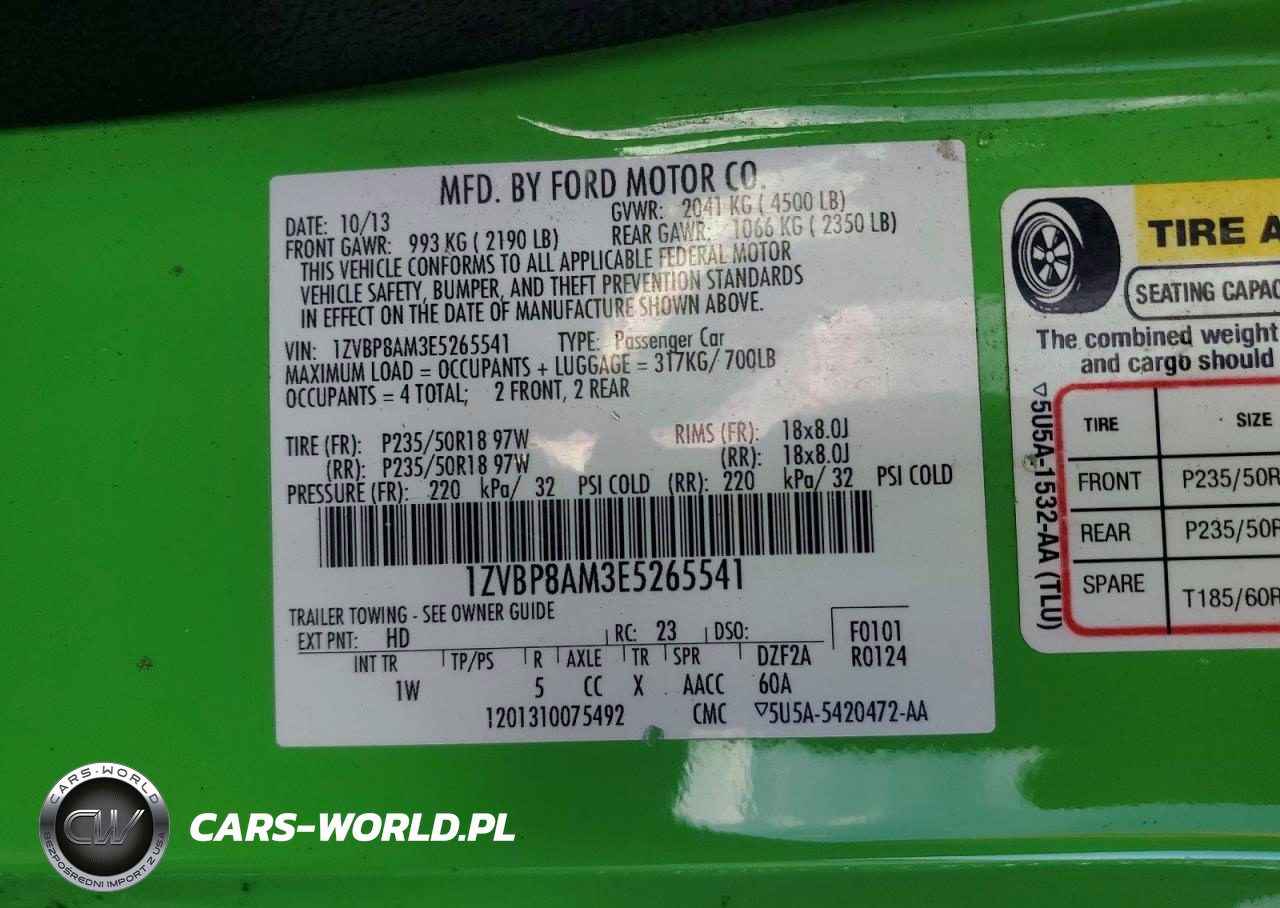 MFD. BY FORD MOTOR CO.
DATE: 10/13
GVWR: 2041 KG ( 4500 LB)
FRONT GAWR: 993 KG ( 2190 LB)
REAR GAWR: 1066 KG ( 2350 LB)
THIS VEHICLE CONFORMS TO ALL APPLICABLE FEDERAL MOTOR
VEHICLE SAFETY, BUMPER, AND THEFT PREVENTION STANDARDS
IN EFFECT ON THE DATE OF MANUFACTURE SHOWN ABOVE.
VIN: 1ZVBP8AM3E5265541 TYPE: Passenger Car
MAXIMUM LOAD = OCCUPANTS + LUGGAGE = 317KG/ 700LB
OCCUPANTS = 4 TOTAL; 2 FRONT, 2 REAR
TIRE (FR): P235/50R18 97W RIMS (FR): 18x8.0J
(RR): P235/50R18 97W (RR): 18x8.0J
PRESSURE (FR): 220 kPa/ 32 PSI COLD (RR): 220 kPa/ 32 PSI COLD
1ZVBP8AM3E5265541
TRAILER TOWING - SEE OWNER GUIDE
EXT PNT: HD RC: 23 DSO: F0101
INT TR TP/PS R AXLE TR SPR DZF2A R0124
1W 5 CC X AACC 60A
1201310075492 CMC ▽5U5A-5420472-AA
TIRE A
SEATING CAPAC
The combined weight
and cargo should
TIRE SIZE
FRONT P235/50R
REAR P235/50R
SPARE T185/60R
▽5U5A-1532-AA (TLU)
CARS-WORLD
CW
BEZPOŚREDNI IMPORT Z USA
CARS-WORLD.PL